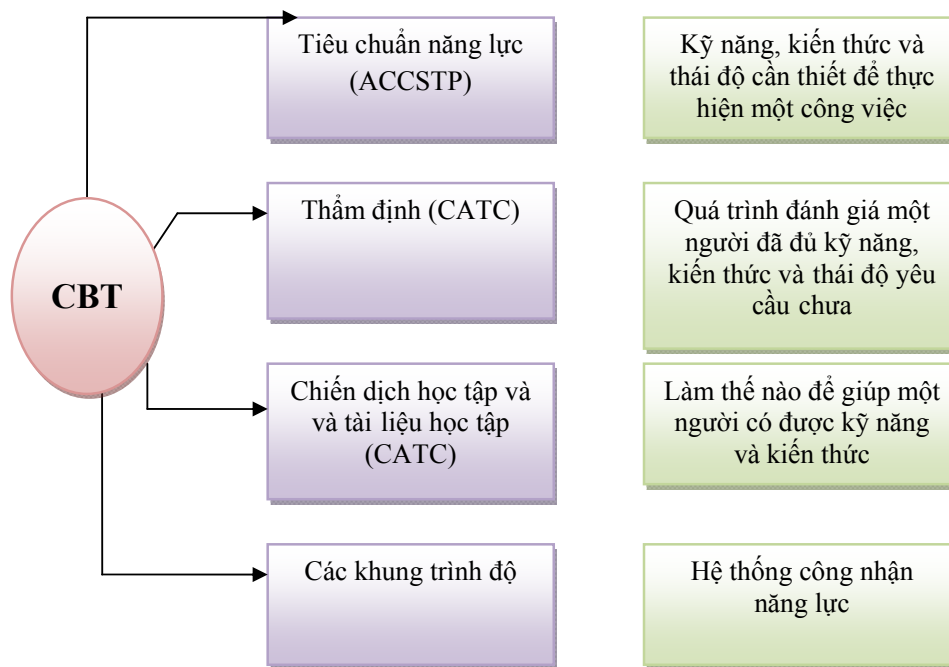 Tiêu chuẩn năng lực
(ACCSTP)
Kỹ năng, kiến thức và
thái độ cần thiết để thực
hiện một công việc
CBT
Thẩm định (CATC)
Quá trình đánh giá một
người đã đủ kỹ năng,
kiến thức và thái độ yêu
cầu chưa
Chiến dịch học tập và
và tài liệu học tập
(CATC)
Làm thế nào để giúp một
người có được kỹ năng
và kiến thức
Các khung trình độ
Hệ thống công nhận
năng lực